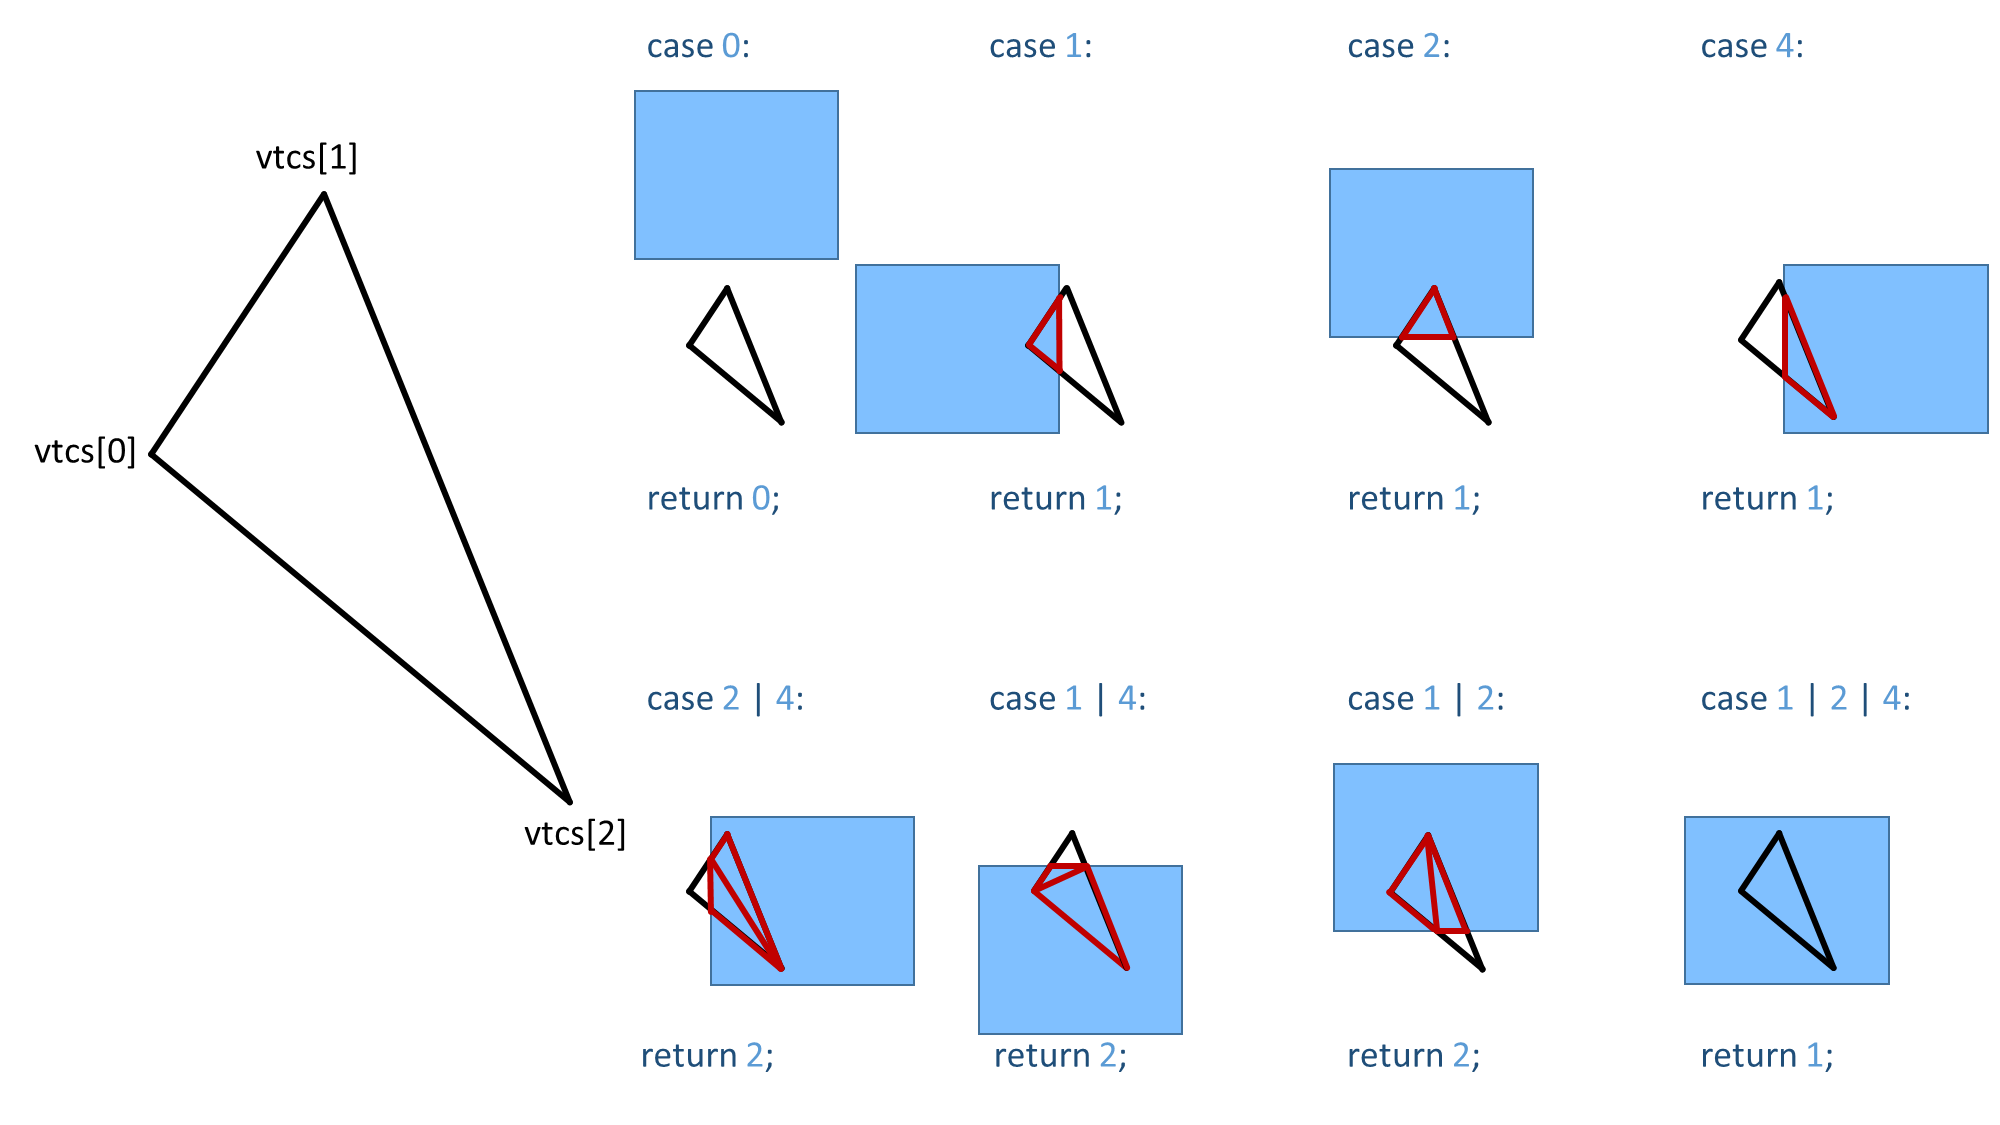 vtcs[1]
vtcs[0]
vtcs[2]
case 0:
case 1:
case 2:
case 4:
return 0;
return 1;
return 1;
return 1;
case 2 | 4:
case 1 | 4:
case 1 | 2:
case 1 | 2 | 4:
return 2;
return 2;
return 2;
return 1;